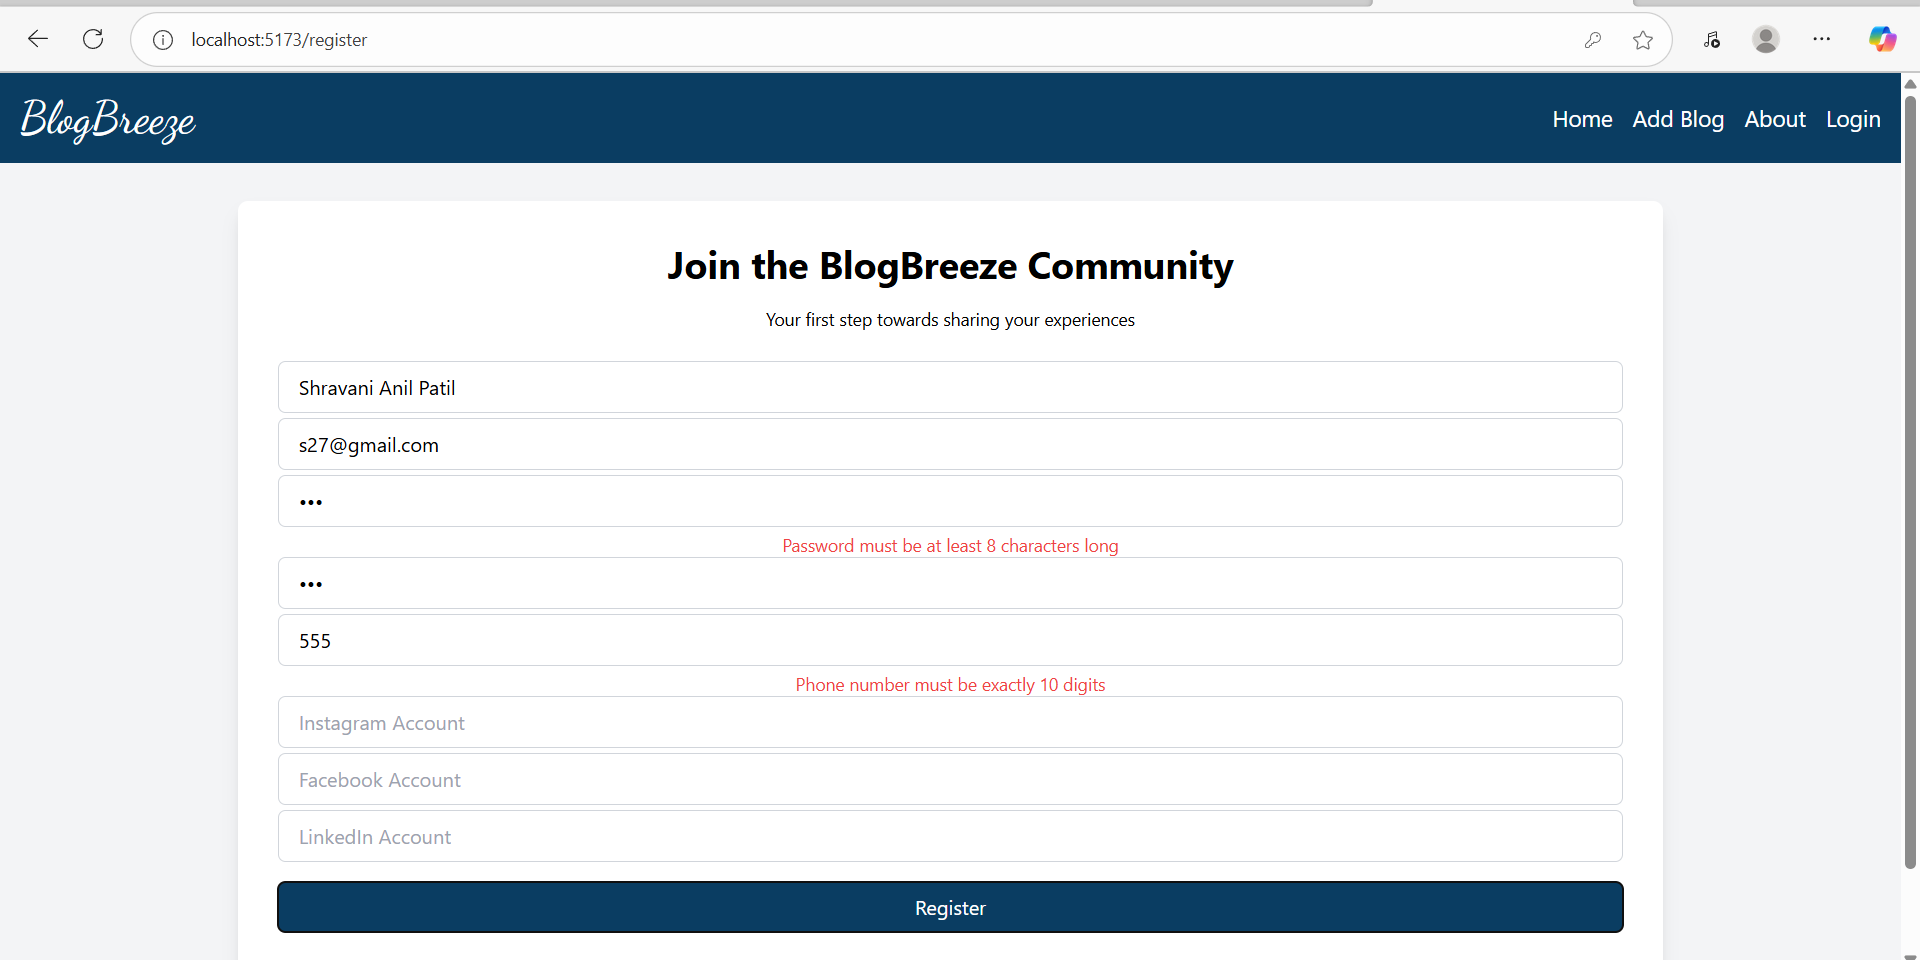 localhost:5173/register
BlogBreeze
Home Add Blog About Login
Join the BlogBreeze Community
Your first step towards sharing your experiences
Shravani Anil Patil
s27@gmail.com
•••
Password must be at least 8 characters long
•••
555
Phone number must be exactly 10 digits
Instagram Account
Facebook Account
LinkedIn Account
Register